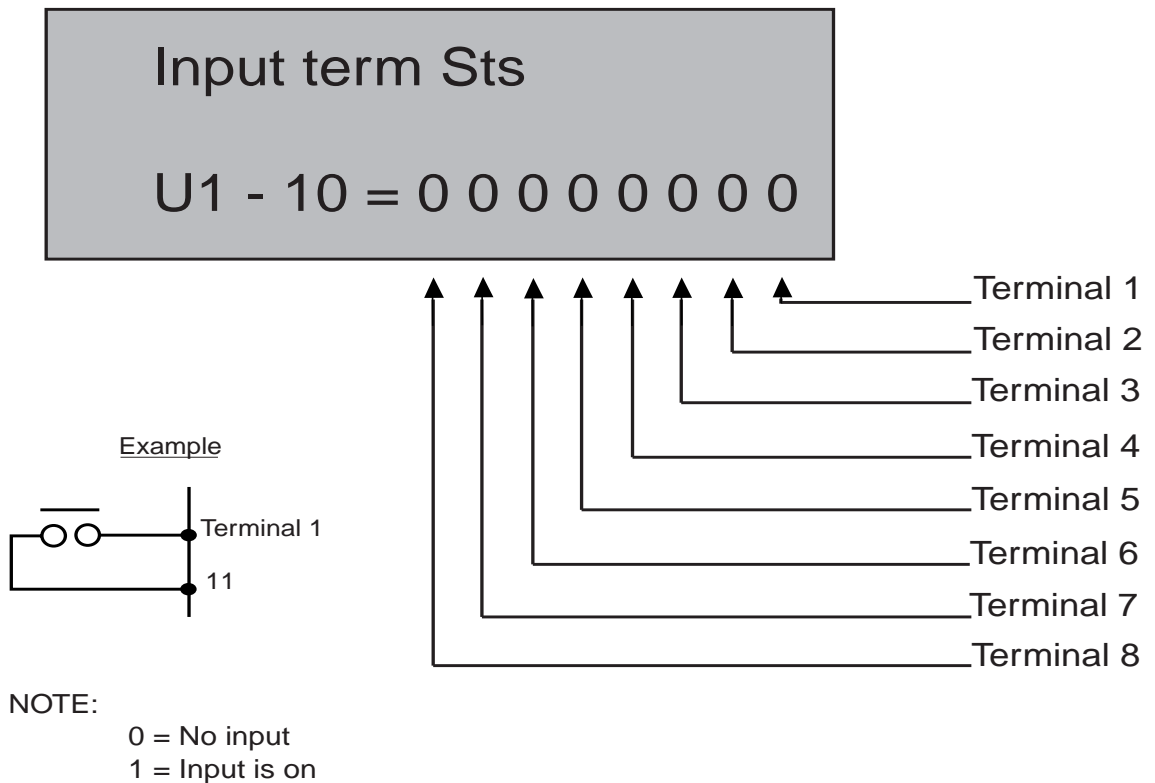 Input term Sts
U1 - 10 = 0 0 0 0 0 0 0 0
Terminal 1
Terminal 2
Terminal 3
Terminal 4
Terminal 5
Terminal 6
Terminal 7
Terminal 8
Example
Terminal 1
11
NOTE:
0 = No input
1 = Input is on